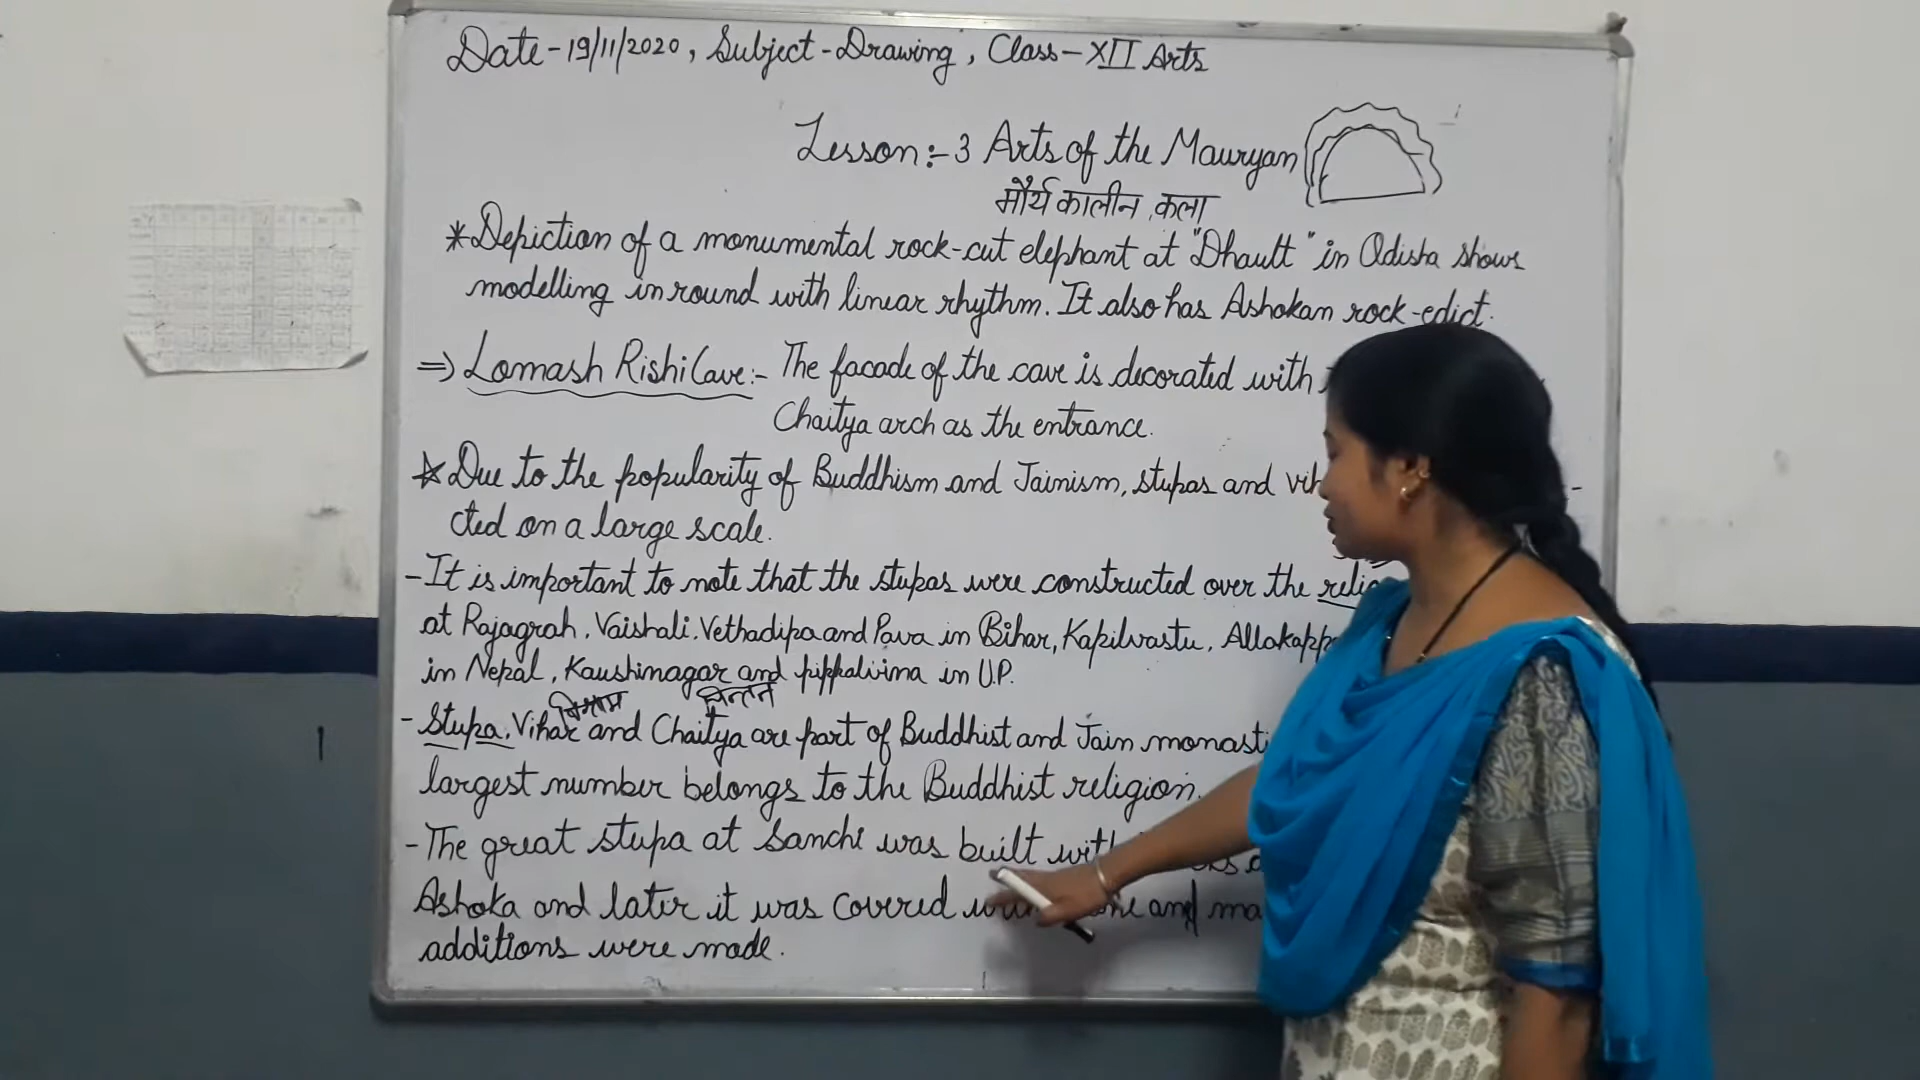 Date-19/11/2020, Subject-Drawing, Class-XII Arts
Lesson:-3 Arts of the Mauryan
मौर्य कालीन कला
*Depiction of a monumental rock-cut elephant at "Dhault" in Odisha shows
modelling in round with linear rhythm. It also has Ashokan rock-edict.
⇒ Lomash Rishi Cave:- The facade of the cave is decorated with
Chaitya arch as the entrance.
*Due to the popularity of Buddhism and Jainism, stupas and
cted on a large scale.
-It is important to note that the stupas were constructed over the
at Rajagrah, Vaishali, Vethadipa and Pava in Bihar, Kapilvastu,
in Nepal, Kaushinagar and pippalvima in U.P.
चिन्तन
-Stupa, Vihar and Chaitya are part of Buddhist and Jain
largest number belongs to the Buddhist religion.
-The great stupa at Sanchi was built
Ashoka and later it was covered and
additions were made.